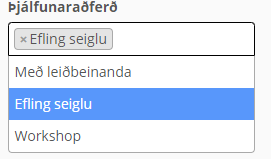 Þjálfunaraðferð
×Efling seiglu
Með leiðbeinanda
Efling seiglu
Workshop